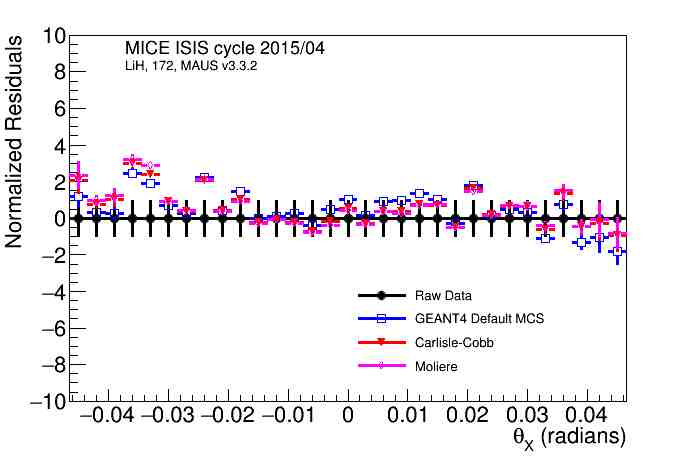 MICE ISIS cycle 2015/04
LiH, 172, MAUS v3.3.2
Normalized Residuals
10
8
6
4
2
0
−2
−4
−6
−8
−10
Raw Data
GEANT4 Default MCS
Carlisle-Cobb
Moliere
−0.04 −0.03 −0.02 −0.01 0 0.01 0.02 0.03 0.04
θX (radians)